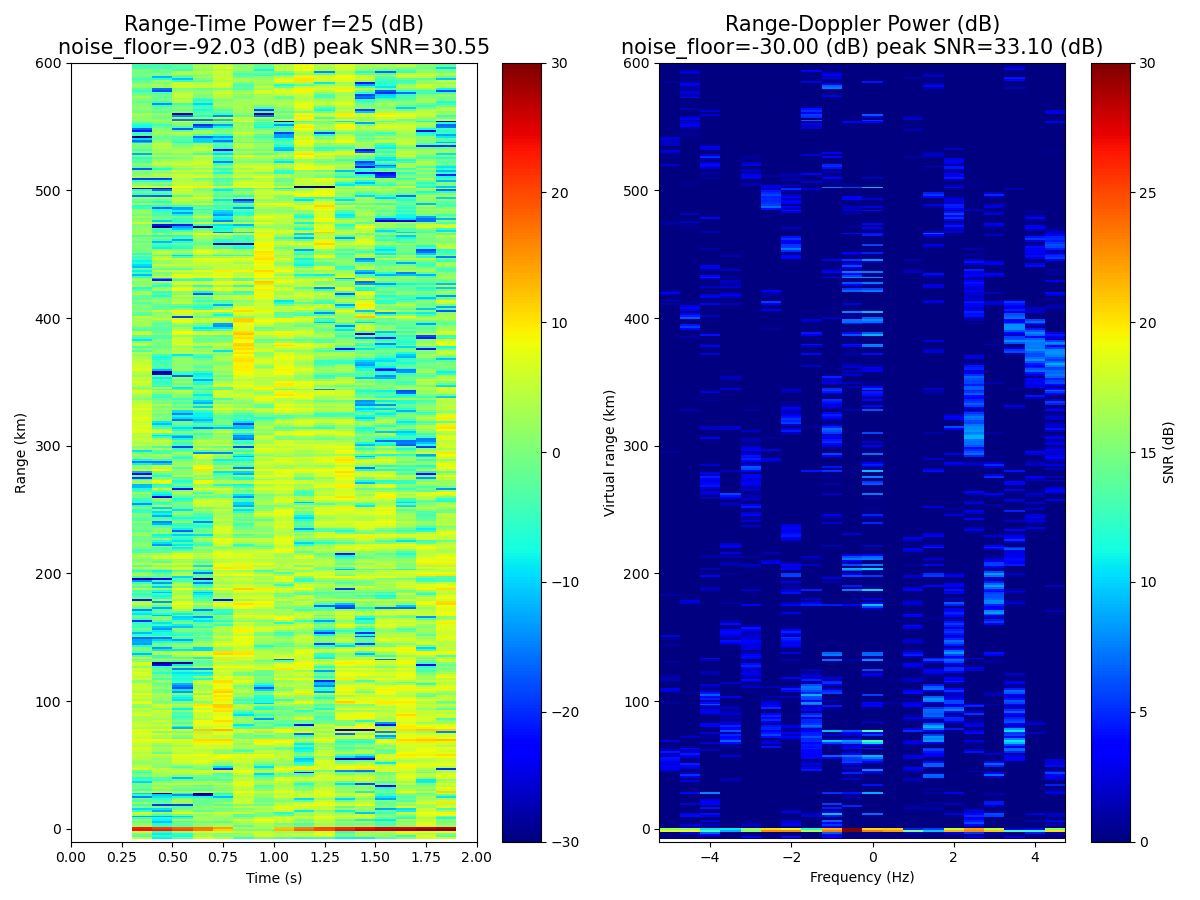 Range-Time Power f=25 (dB)
noise_floor=-92.03 (dB) peak SNR=30.55
Range-Doppler Power (dB)
noise_floor=-30.00 (dB) peak SNR=33.10 (dB)
600
500
400
300
200
100
0
Range (km)
0.00 0.25 0.50 0.75 1.00 1.25 1.50 1.75 2.00
Time (s)
30
20
10
0
−10
−20
−30
600
500
400
300
200
100
0
Virtual range (km)
−4 −2 0 2 4
Frequency (Hz)
30
25
20
15
10
5
0
SNR (dB)